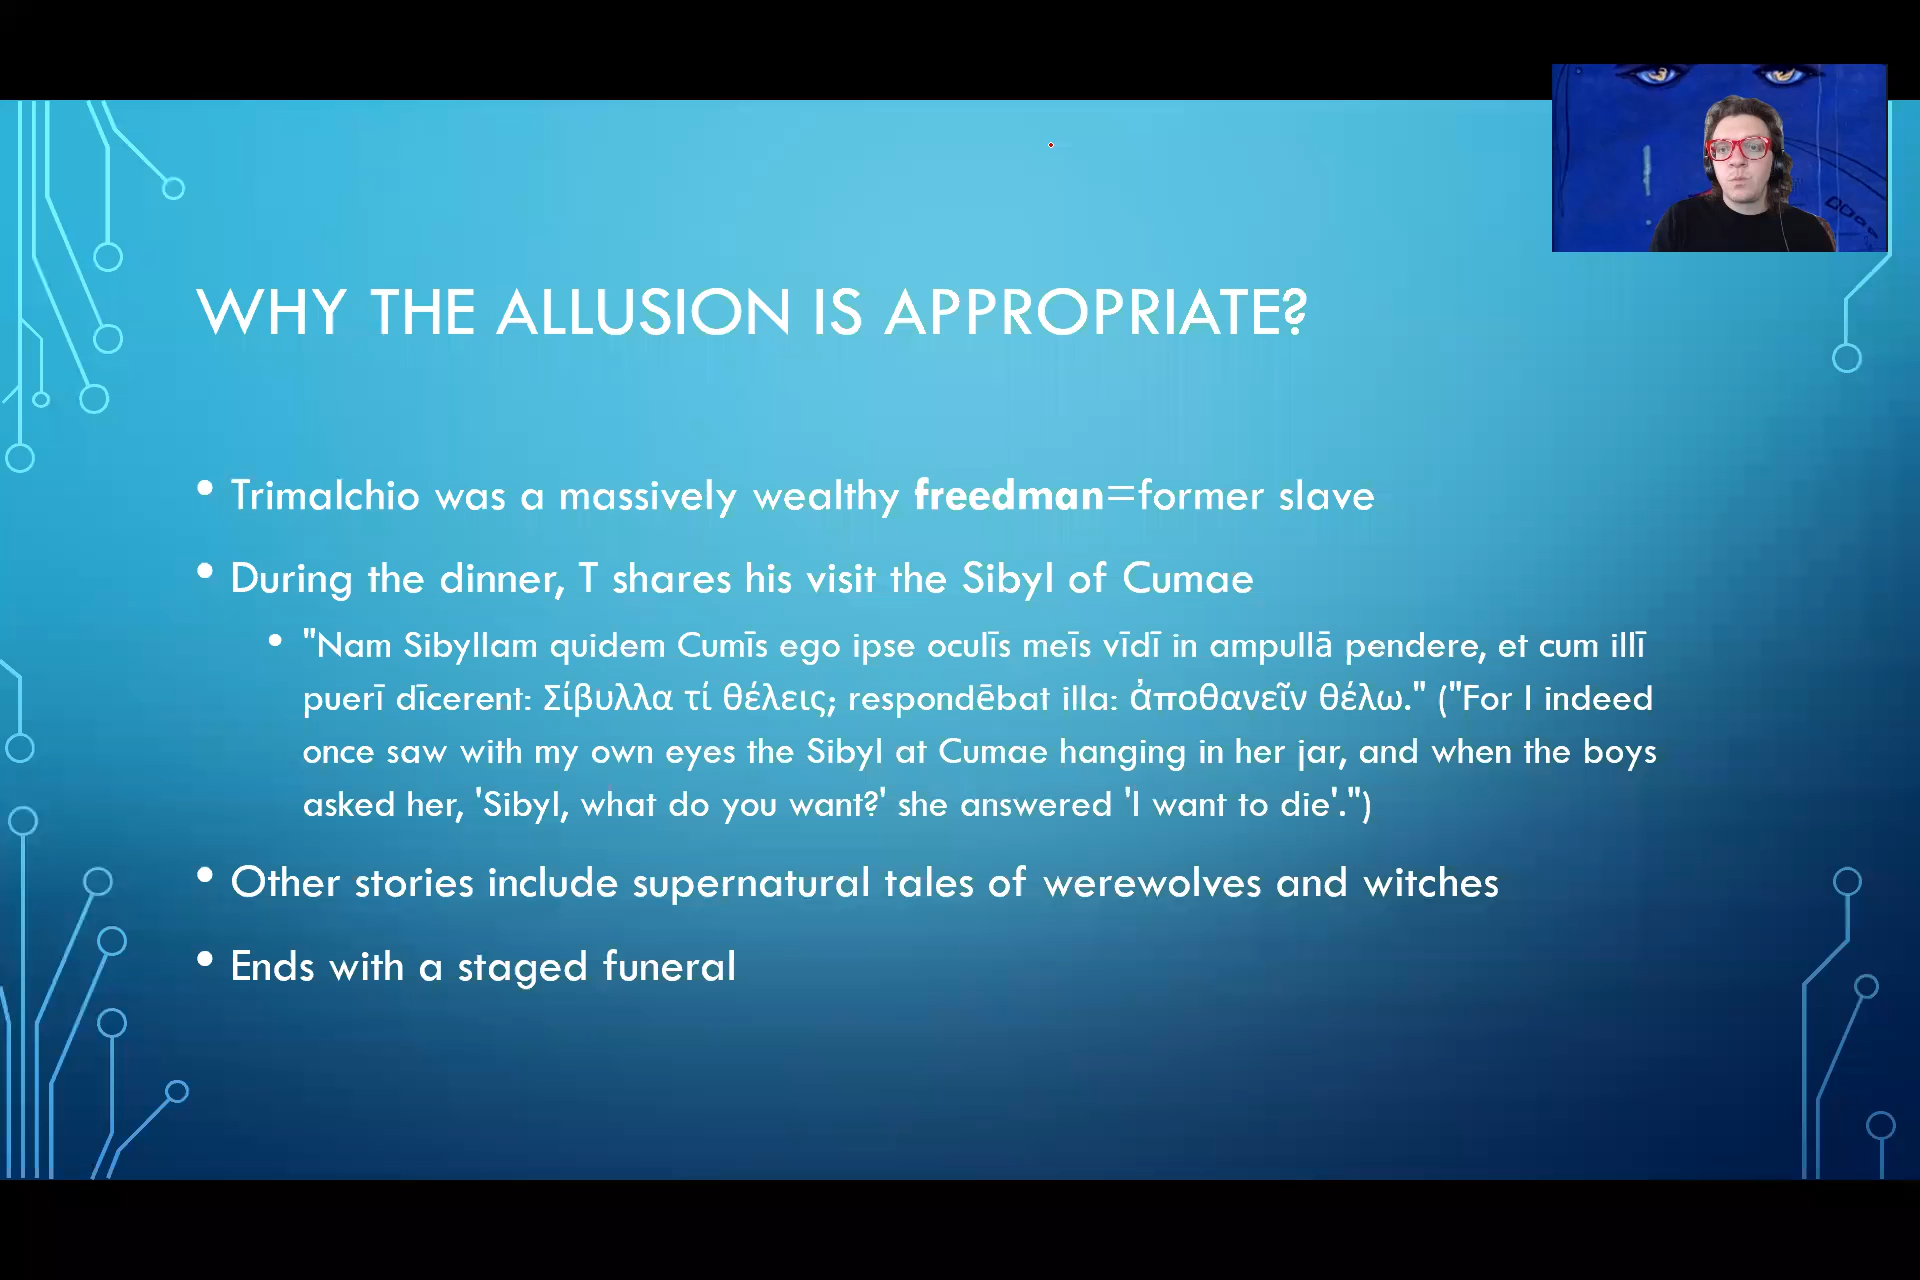 WHY THE ALLUSION IS APPROPRIATE?
• Trimalchio was a massively wealthy freedman=former slave
• During the dinner, T shares his visit the Sibyl of Cumae
• "Nam Sibyllam quidem Cumīs ego ipse oculīs meīs vīdī in ampullā pendere, et cum illī
puerī dīcerent: Σίβυλλα τί θέλεις; respondēbat illa: ἀποθανεῖν θέλω." ("For I indeed
once saw with my own eyes the Sibyl at Cumae hanging in her jar, and when the boys
asked her, 'Sibyl, what do you want?' she answered 'I want to die'.")
• Other stories include supernatural tales of werewolves and witches
• Ends with a staged funeral